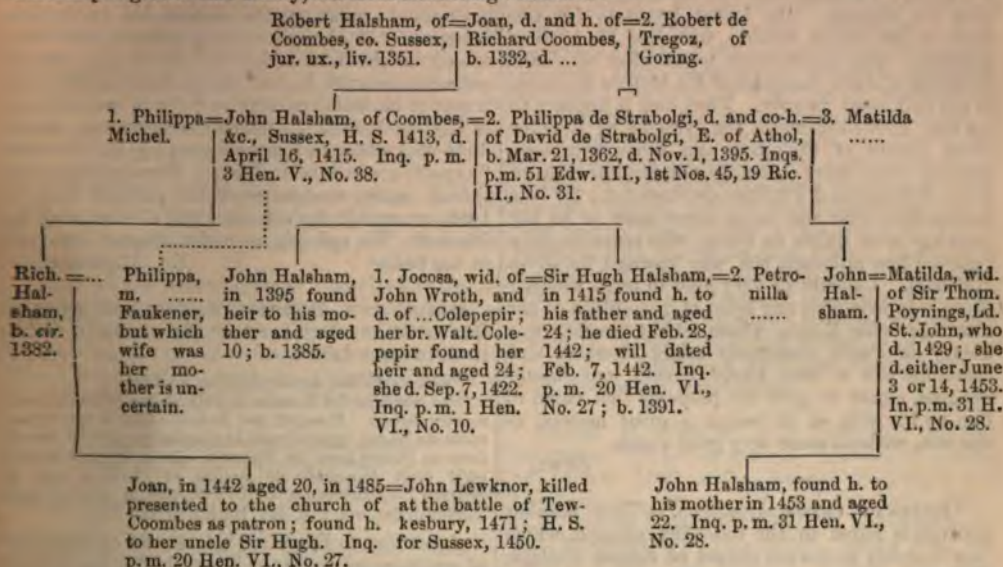 Robert Halsham, of=Joan, d. and h. of=2. Robert de
Coombes, co. Sussex, Richard Coombes, Tregoz, of
jur. ux., liv. 1351. b. 1332, d. ... Goring.
1. Philippa=John Halsham, of Coombes,=2. Philippa de Strabolgi, d. and co-h.=3. Matilda
Michel. &c., Sussex, H. S. 1413, d. of David de Strabolgi, E. of Athol, ......
April 16, 1415. Inq. p. m. b. Mar. 21, 1362, d. Nov. 1, 1395. Inqs.
3 Hen. V., No. 38. p.m. 51 Edw. III., 1st Nos. 45, 19 Ric.
II., No. 31.
Rich. =...
Hal-
sham,
b. cir.
1382.
Philippa,
m. ......
Faukener,
but which
wife was
her mo-
ther is un-
certain.
John Halsham,
in 1395 found
heir to his mo-
ther and aged
10; b. 1385.
1. Jocosa, wid. of=Sir Hugh Halsham,=2. Petro-
John Wroth, and in 1415 found h. to nilla
d. of ...Colepepir; his father and aged ......
her br. Walt. Cole- 24; he died Feb. 28,
pepir found her 1442; will dated
heir and aged 24; Feb. 7, 1442. Inq.
she d. Sep. 7, 1422. p. m. 20 Hen. VI.,
Inq. p. m. 1 Hen. No. 27; b. 1391.
VI., No. 10.
John=Matilda, wid.
Hal- of Sir Thom.
sham. Poynings, Ld.
St. John, who
d. 1429; she
d. either June
3 or 14, 1453.
In. p.m. 31 H.
VI., No. 28.
Joan, in 1442 aged 20, in 1485=John Lewknor, killed
presented to the church of at the battle of Tew-
Coombes as patron; found h. kesbury, 1471; H. S.
to her uncle Sir Hugh. Inq. for Sussex, 1450.
p. m. 20 Hen. VI., No. 27.
John Halsham, found h. to
his mother in 1453 and aged
22. Inq. p. m. 31 Hen. VI.,
No. 28.